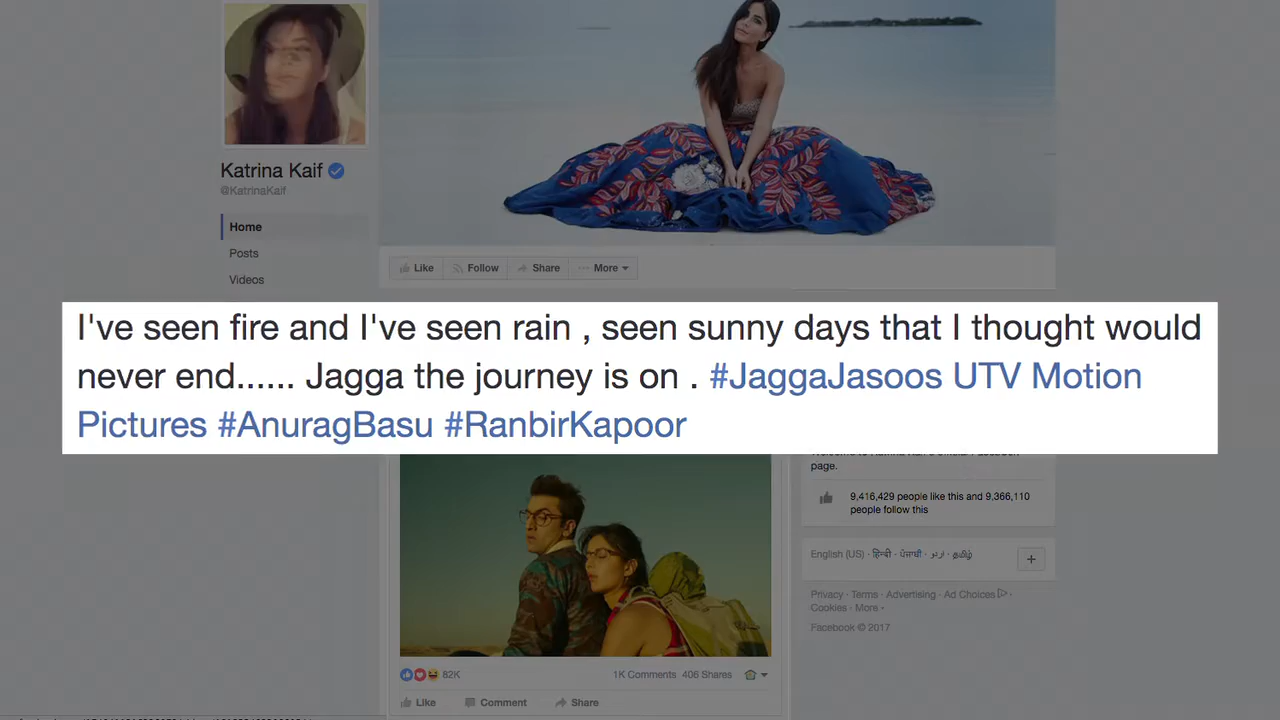 Katrina Kaif
@KatrinaKaif
Home
Posts
Videos
Like Follow Share ··· More
I've seen fire and I've seen rain , seen sunny days that I thought would
never end...... Jagga the journey is on . #JaggaJasoos UTV Motion
Pictures #AnuragBasu #RanbirKapoor
page.
9,416,429 people like this and 9,366,110
people follow this
English (US) · हिन्दी · ਪੰਜਾਬੀ · اردو · தமிழ்
Privacy · Terms · Advertising · Ad Choices ·
Cookies · More
Facebook © 2017
82K 1K Comments 406 Shares
Like Comment Share